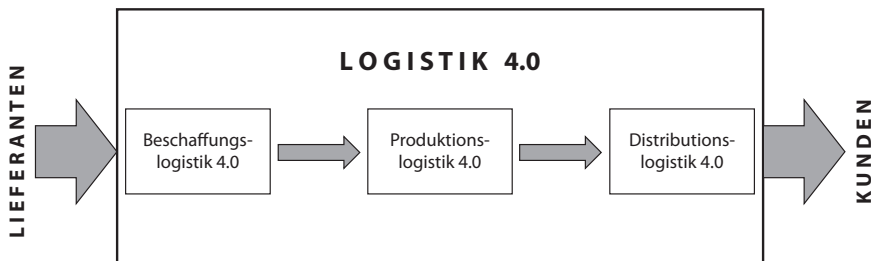 LOGISTIK 4.0
LIEFERANTEN
Beschaffungs-
logistik 4.0
Produktions-
logistik 4.0
Distributions-
logistik 4.0
KUNDEN